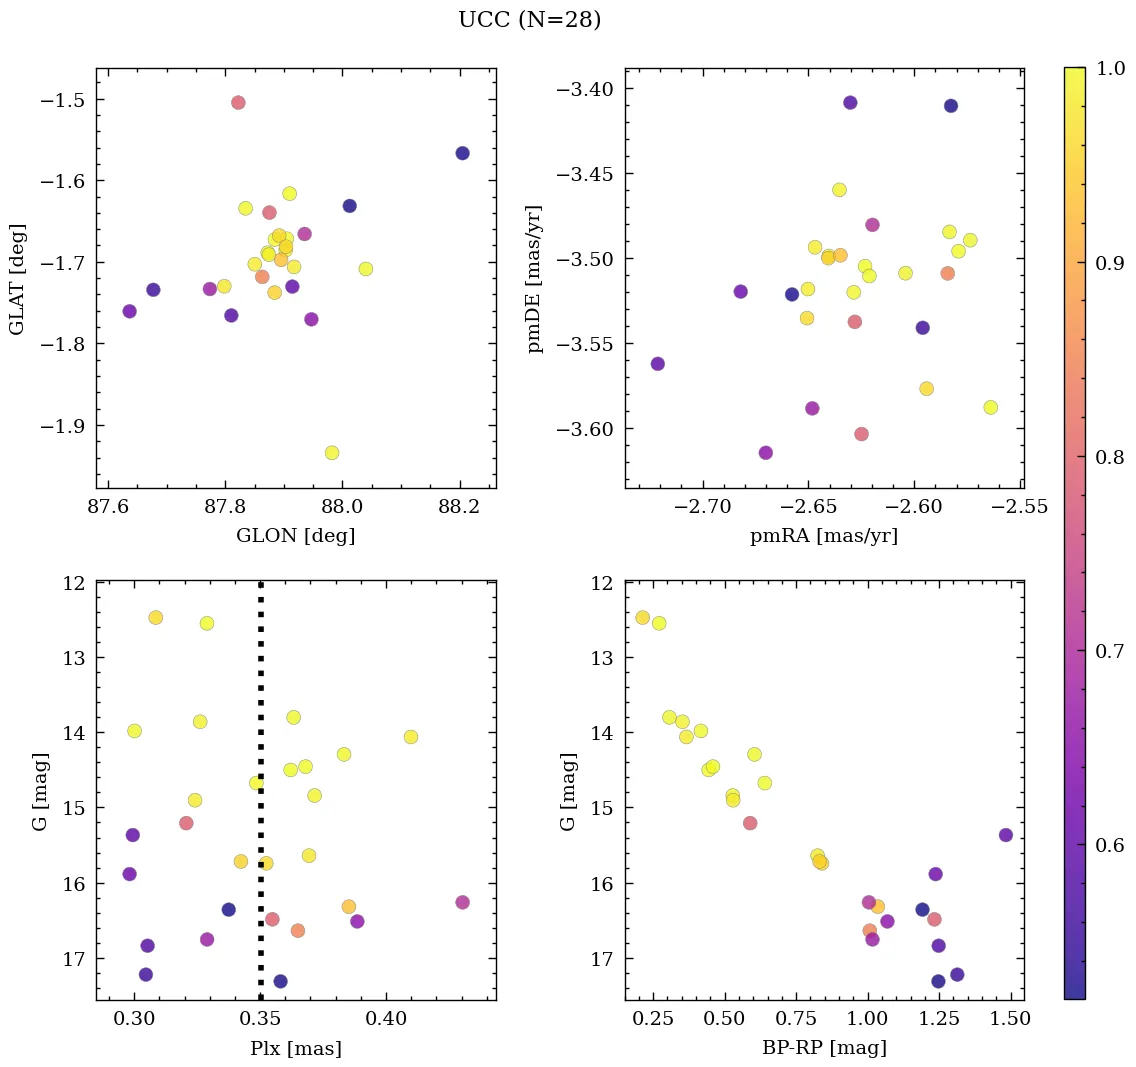 UCC (N=28)
−1.5
−1.6
−1.7
−1.8
−1.9
GLAT [deg]
87.6 87.8 88.0 88.2
GLON [deg]
−3.40
−3.45
−3.50
−3.55
−3.60
pmDE [mas/yr]
−2.70 −2.65 −2.60 −2.55
pmRA [mas/yr]
12
13
14
15
16
17
G [mag]
0.30 0.35 0.40
Plx [mas]
12
13
14
15
16
17
G [mag]
0.25 0.50 0.75 1.00 1.25 1.50
BP-RP [mag]
1.0
0.9
0.8
0.7
0.6